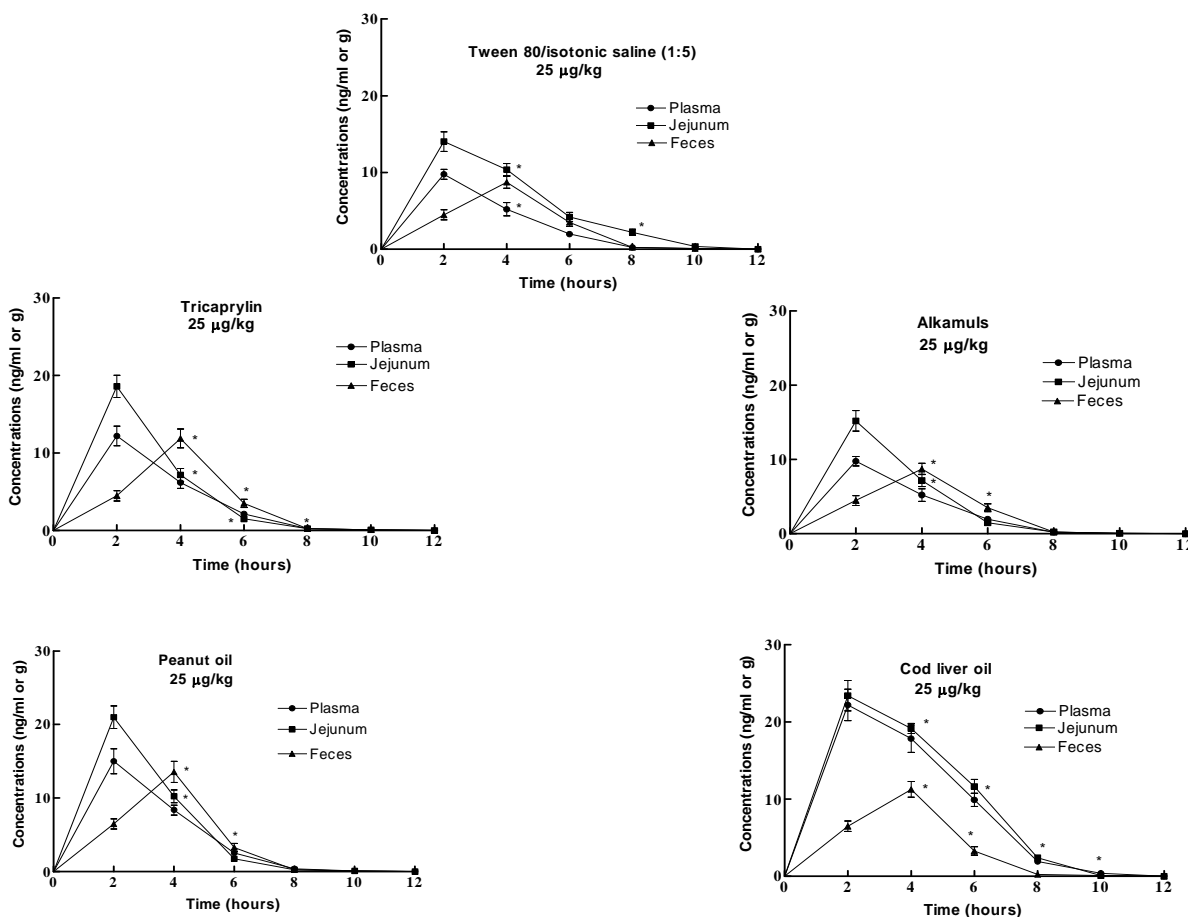 Tween 80/isotonic saline (1:5)
25 µg/kg
Plasma
Jejunum
Feces
Concentrations (ng/ml or g)
30
20
10
0
0 2 4 6 8 10 12
* * *
Time (hours)
Tricaprylin
25 µg/kg
Plasma
Jejunum
Feces
Concentrations (ng/ml or g)
30
20
10
0
0 2 4 6 8 10 12
* * * * *
Time (hours)
Alkamuls
25 µg/kg
Plasma
Jejunum
Feces
Concentrations (ng/ml or g)
30
20
10
0
0 2 4 6 8 10 12
* * *
Time (hours)
Peanut oil
25 µg/kg
Plasma
Jejunum
Feces
Concentrations (ng/ml or g)
30
20
10
0
0 2 4 6 8 10 12
* * *
Time (hours)
Cod liver oil
25 µg/kg
Plasma
Jejunum
Feces
Concentrations (ng/ml or g)
30
20
10
0
0 2 4 6 8 10 12
* * * * * *
Time (hours)